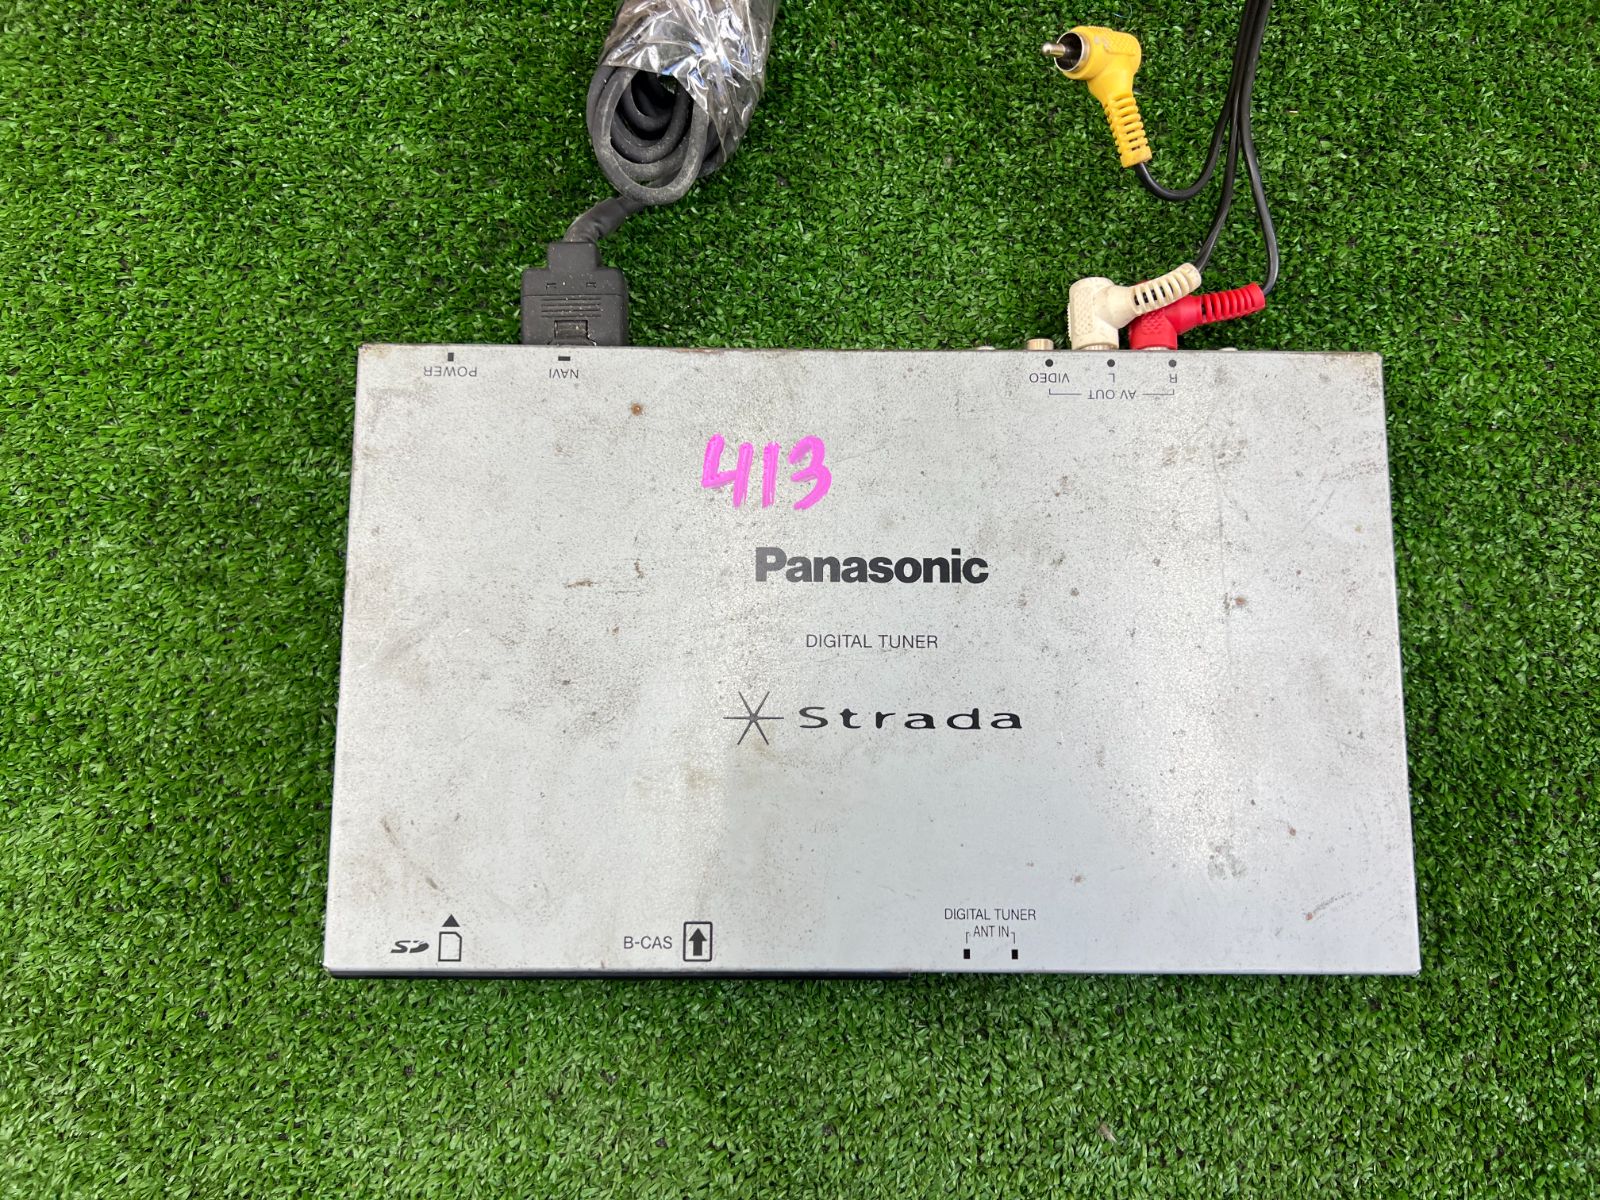 POWER
NAVI
VIDEO L R
AV OUT
413
Panasonic
DIGITAL TUNER
Strada
SD
B-CAS
DIGITAL TUNER
ANT IN